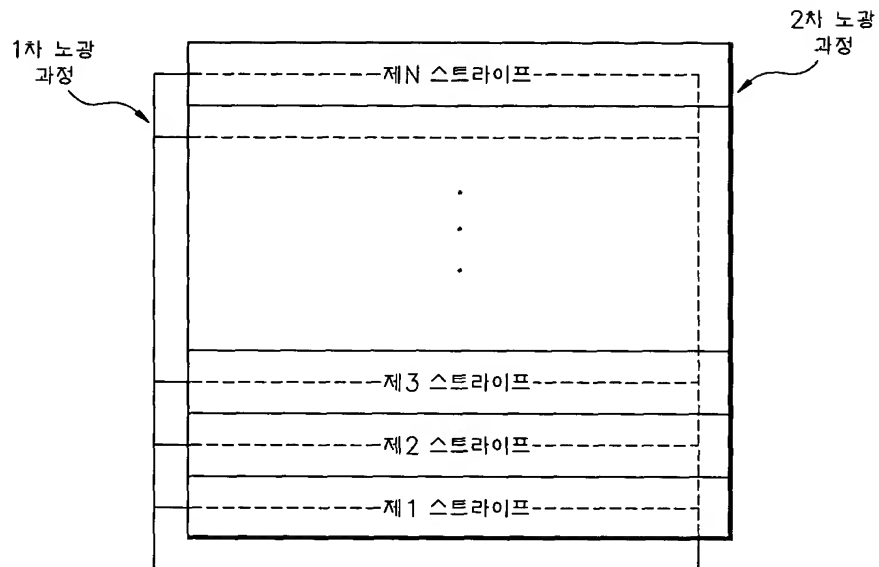 1차 노광
과정
2차 노광
과정
제N 스트라이프
제3 스트라이프
제2 스트라이프
제1 스트라이프